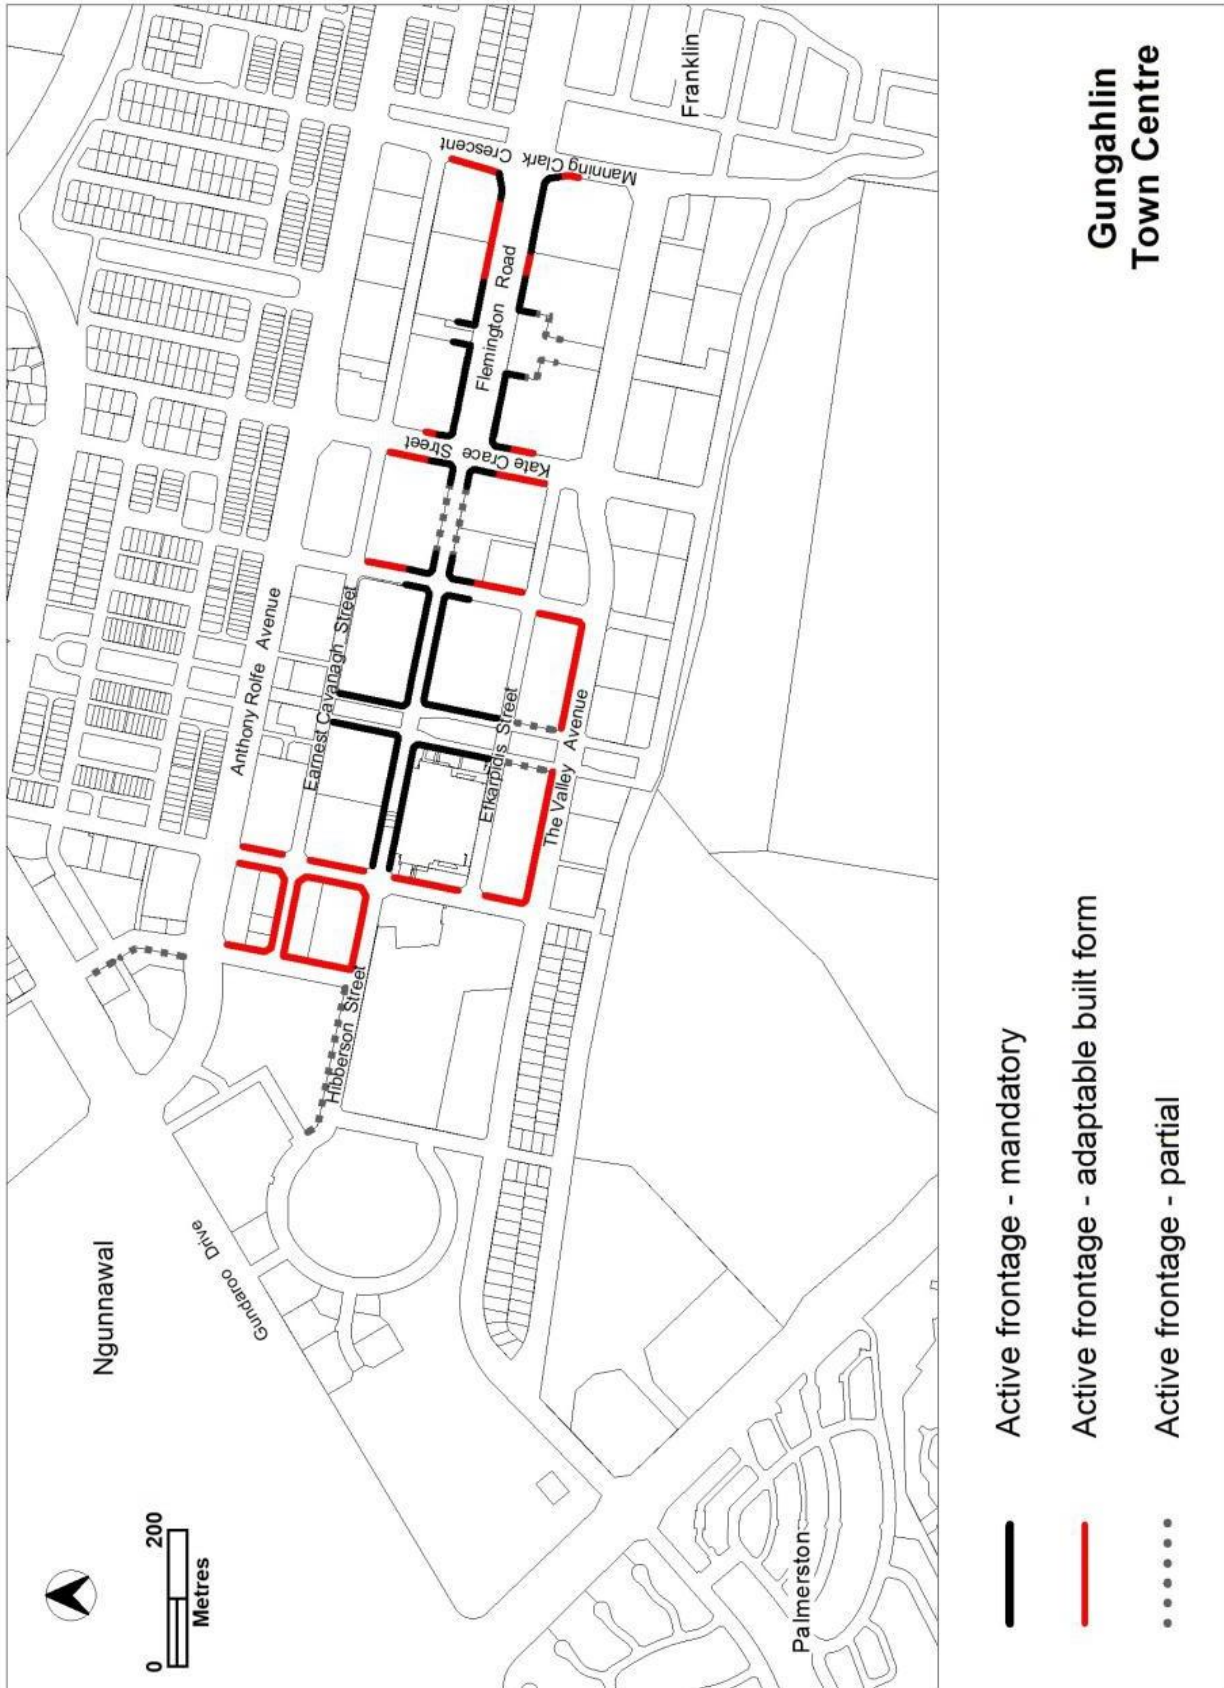 Ngunnawal
Gundaroo Drive
Hibberson Street
Anthony Rolfe Avenue
Earnest Cavanagh Street
Efkarpidis Street
The Valley Avenue
Kate Crace Street
Flemington Road
Manning Clark Crescent
Franklin
Palmerston
0
200
Metres
Active frontage - mandatory
Active frontage - adaptable built form
Active frontage - partial
Gungahlin
Town Centre